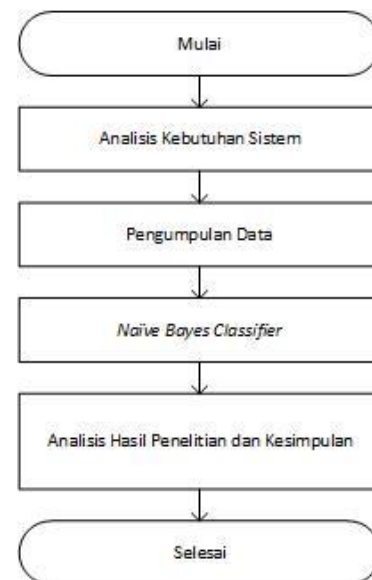 Mulai
Analisis Kebutuhan Sistem
Pengumpulan Data
Naïve Bayes Classifier
Analisis Hasil Penelitian dan Kesimpulan
Selesai